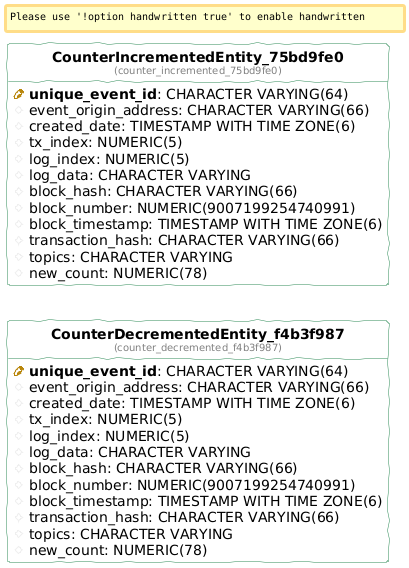 Please use '!option handwritten true' to enable handwritten
CounterIncrementedEntity_75bd9fe0
(counter_incremented_75bd9fe0)
unique_event_id: CHARACTER VARYING(64)
event_origin_address: CHARACTER VARYING(66)
created_date: TIMESTAMP WITH TIME ZONE(6)
tx_index: NUMERIC(5)
log_index: NUMERIC(5)
log_data: CHARACTER VARYING
block_hash: CHARACTER VARYING(66)
block_number: NUMERIC(9007199254740991)
block_timestamp: TIMESTAMP WITH TIME ZONE(6)
transaction_hash: CHARACTER VARYING(66)
topics: CHARACTER VARYING
new_count: NUMERIC(78)
CounterDecrementedEntity_f4b3f987
(counter_decremented_f4b3f987)
unique_event_id: CHARACTER VARYING(64)
event_origin_address: CHARACTER VARYING(66)
created_date: TIMESTAMP WITH TIME ZONE(6)
tx_index: NUMERIC(5)
log_index: NUMERIC(5)
log_data: CHARACTER VARYING
block_hash: CHARACTER VARYING(66)
block_number: NUMERIC(9007199254740991)
block_timestamp: TIMESTAMP WITH TIME ZONE(6)
transaction_hash: CHARACTER VARYING(66)
topics: CHARACTER VARYING
new_count: NUMERIC(78)